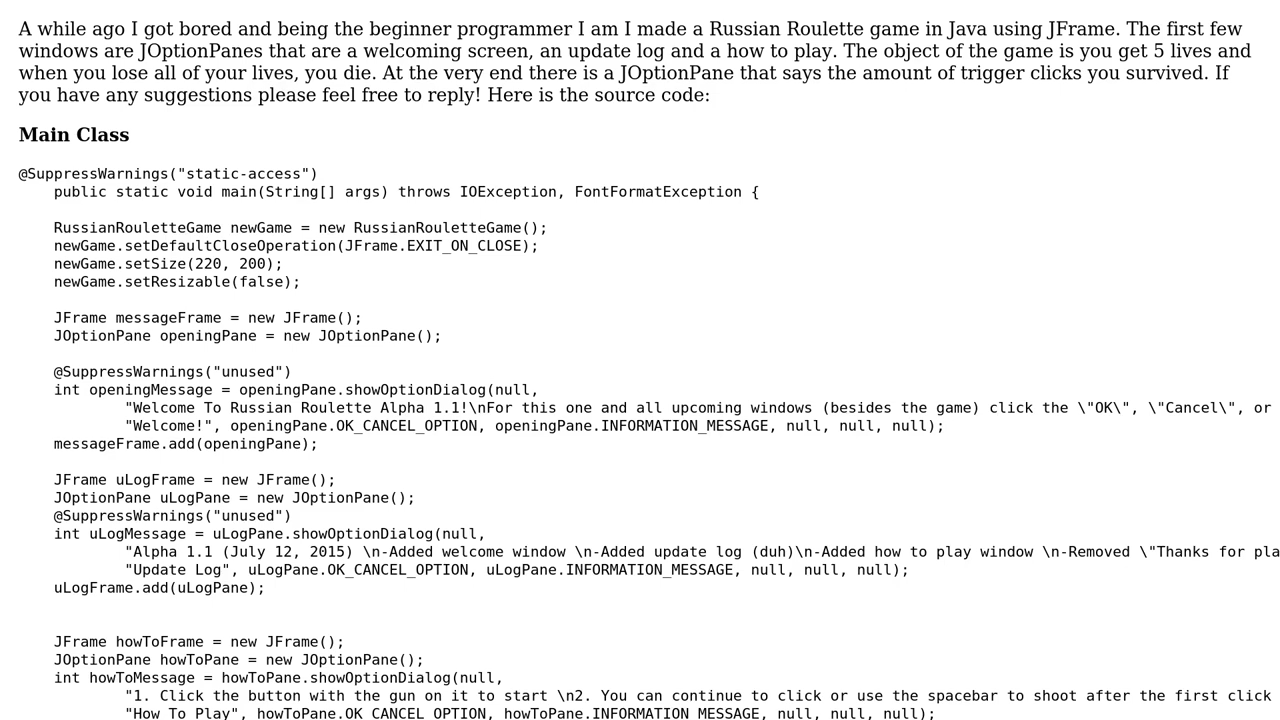 A while ago I got bored and being the beginner programmer I am I made a Russian Roulette game in Java using JFrame. The first few
windows are JOptionPanes that are a welcoming screen, an update log and a how to play. The object of the game is you get 5 lives and
when you lose all of your lives, you die. At the very end there is a JOptionPane that says the amount of trigger clicks you survived. If
you have any suggestions please feel free to reply! Here is the source code:
Main Class
@SuppressWarnings("static-access")
    public static void main(String[] args) throws IOException, FontFormatException {
    RussianRouletteGame newGame = new RussianRouletteGame();
    newGame.setDefaultCloseOperation(JFrame.EXIT_ON_CLOSE);
    newGame.setSize(220, 200);
    newGame.setResizable(false);
    JFrame messageFrame = new JFrame();
    JOptionPane openingPane = new JOptionPane();
    @SuppressWarnings("unused")
    int openingMessage = openingPane.showOptionDialog(null,
            "Welcome To Russian Roulette Alpha 1.1!\nFor this one and all upcoming windows (besides the game) click the \"OK\", \"Cancel\", or
            "Welcome!", openingPane.OK_CANCEL_OPTION, openingPane.INFORMATION_MESSAGE, null, null, null);
    messageFrame.add(openingPane);
    JFrame uLogFrame = new JFrame();
    JOptionPane uLogPane = new JOptionPane();
    @SuppressWarnings("unused")
    int uLogMessage = uLogPane.showOptionDialog(null,
            "Alpha 1.1 (July 12, 2015) \n-Added welcome window \n-Added update log (duh)\n-Added how to play window \n-Removed \"Thanks for pla
            "Update Log", uLogPane.OK_CANCEL_OPTION, uLogPane.INFORMATION_MESSAGE, null, null, null);
    uLogFrame.add(uLogPane);
    JFrame howToFrame = new JFrame();
    JOptionPane howToPane = new JOptionPane();
    int howToMessage = howToPane.showOptionDialog(null,
            "1. Click the button with the gun on it to start \n2. You can continue to click or use the spacebar to shoot after the first click
            "How To Play", howToPane.OK_CANCEL_OPTION, howToPane.INFORMATION_MESSAGE, null, null, null);